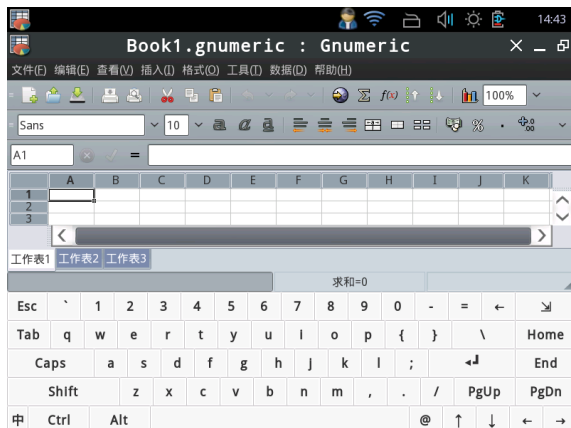 14:43
Book1.gnumeric : Gnumeric
文件(F) 编辑(E) 查看(V) 插入(I) 格式(O) 工具(T) 数据(D) 帮助(H)
f(x) 100%
Sans 10 a a a %
A1 =
A B C D E F G H I J K
1
2
3
工作表1 工作表2 工作表3
求和=0
Esc ` 1 2 3 4 5 6 7 8 9 0 - = ←
Tab q w e r t y u i o p { } \ Home
Caps a s d f g h j k l ; End
Shift z x c v b n m , . / PgUp PgDn
中 Ctrl Alt @ ↑ ↓ ← →